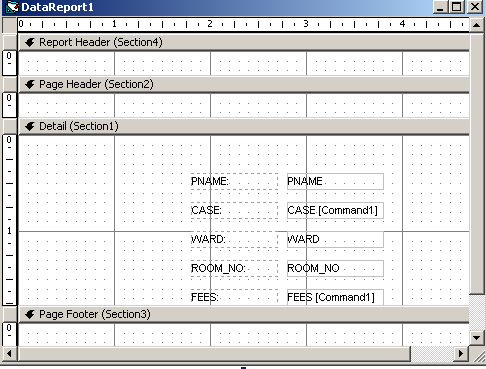 DataReport1
0 1 2 3 4
Report Header (Section4)
0
Page Header (Section2)
0
Detail (Section1)
0
PNAME: PNAME
CASE: CASE [Command1]
1
WARD: WARD
ROOM_NO: ROOM_NO
FEES: FEES [Command1]
Page Footer (Section3)
0